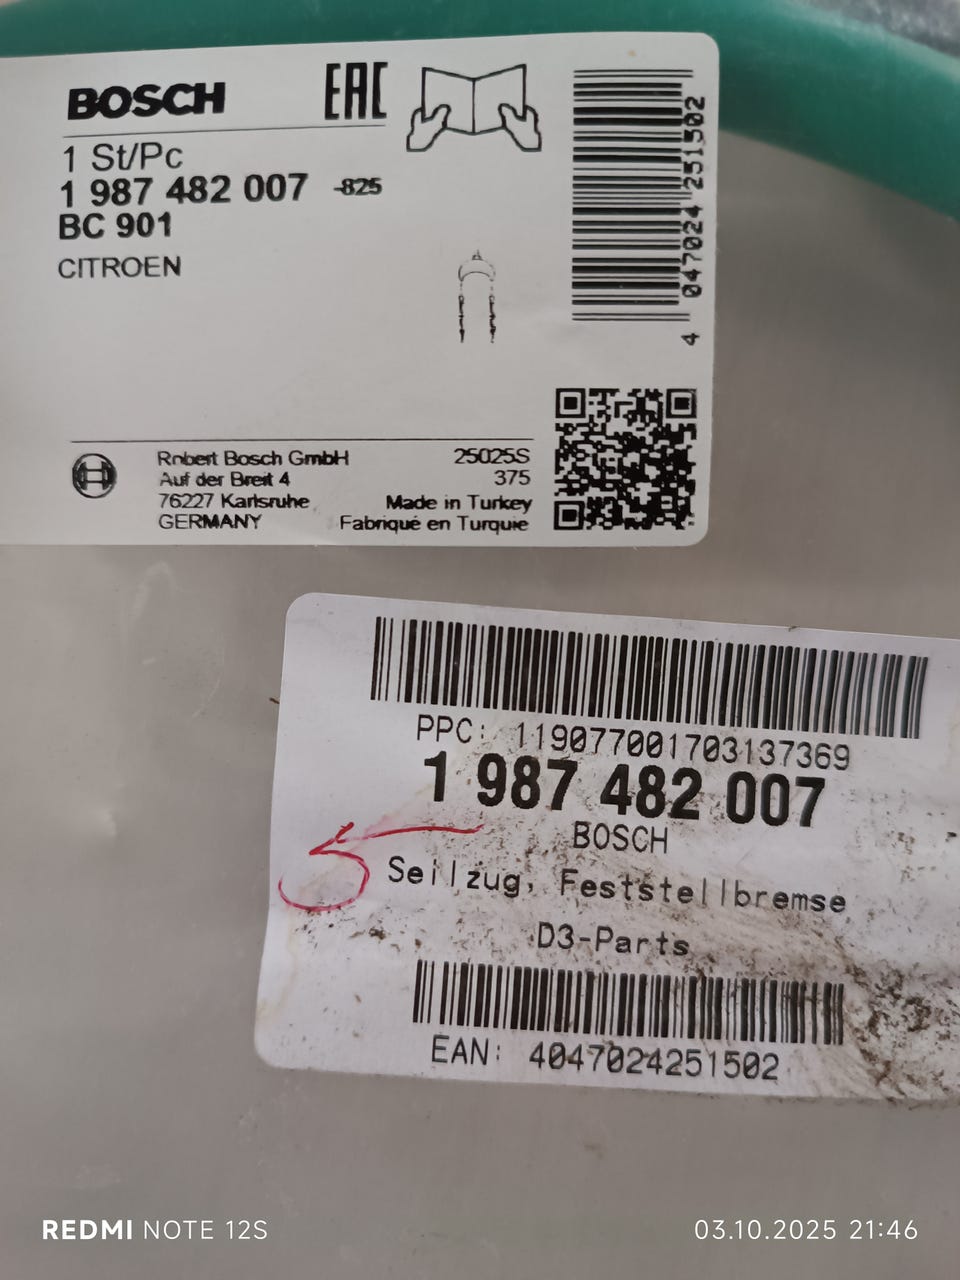 BOSCH
EAC
1 St/Pc
1 987 482 007 -825
BC 901
CITROEN
4 047024 251502
Robert Bosch GmbH
Auf der Breit 4
76227 Karlsruhe
GERMANY
25025S
375
Made in Turkey
Fabriqué en Turquie
PPC: 119077001703137369
1 987 482 007
BOSCH
Seilzug, Feststellbremse
D3-Parts
EAN: 4047024251502
REDMI NOTE 12S
03.10.2025 21:46